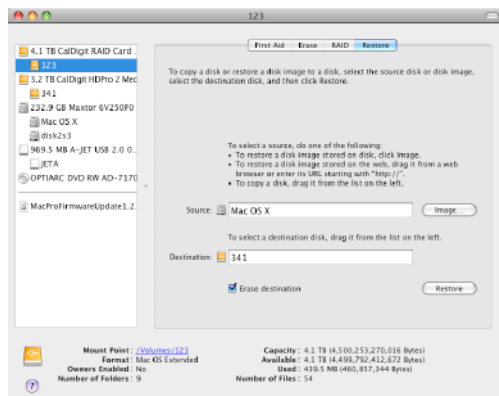 123
First Aid Erase RAID Restore
4.1 TB CalDigit RAID Card
123
3.2 TB CalDigit HDPro 2 Mec
341
232.9 GB Maxtor 6V250F0
Mac OS X
disk2s3
969.5 MB A-JET USB 2.0 0..
JETA
OPTIARC DVD RW AD-7170
MacProFirmwareUpdate1.2.
To copy a disk or restore a disk image to a disk, select the source disk or disk image,
select the destination, and then click Restore.
To select a source, do one of the following:
• To restore a disk image stored on disk, click Image.
• To restore a disk image stored on the web, drag it from a web
browser or enter its URL starting with "http://".
• To copy a disk, drag it from the list on the left.
Source: Mac OS X Image...
To select a destination disk, drag it from the list on the left.
Destination: 341
Erase destination Restore
Mount Point : /Volumes/123 Capacity : 4.1 TB (4,500,253,270,016 Bytes)
Format : Mac OS Extended Available : 4.1 TB (4,499,792,412,672 Bytes)
Owners Enabled : No Used : 439.5 MB (460,857,344 Bytes)
Number of Folders : 9 Number of Files : 54
?